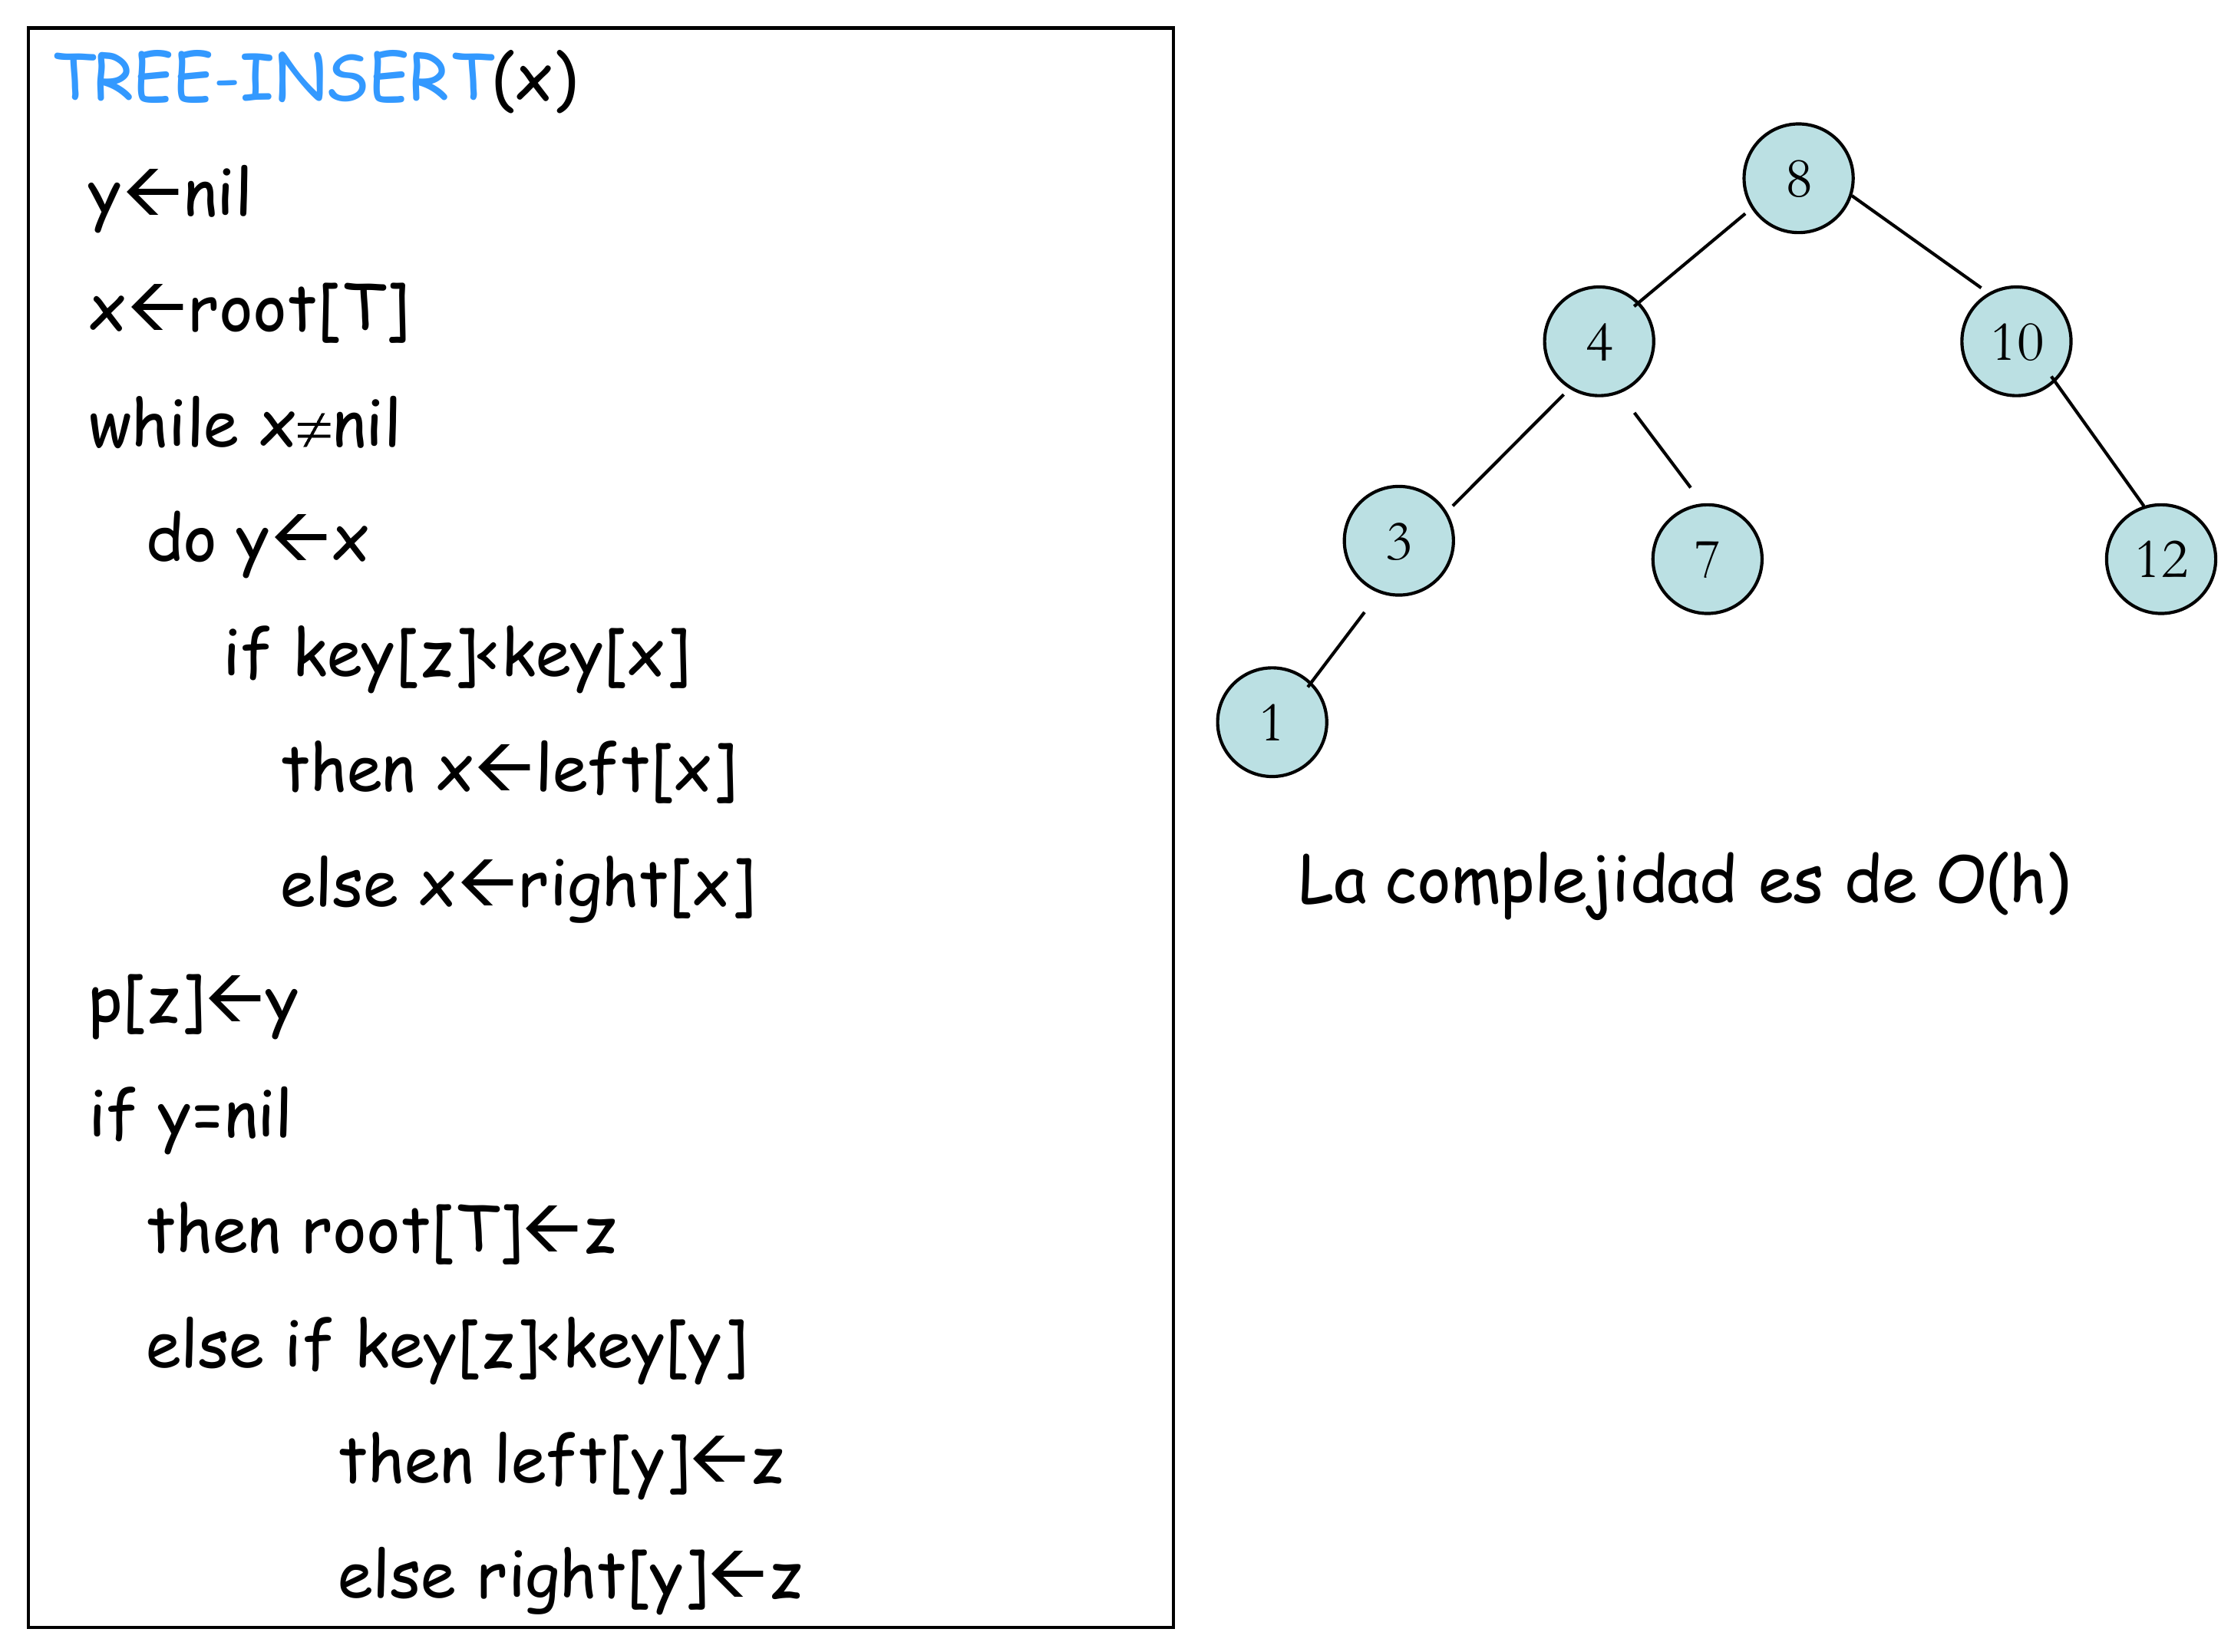 TREE-INSERT(x)
y←nil
x←root[T]
while x≠nil
do y←x
if key[z]<key[x]
then x←left[x]
else x←right[x]
p[z]←y
if y=nil
then root[T]←z
else if key[z]<key[y]
then left[y]←z
else right[y]←z
8
4
10
3
7
12
1
La complejidad es de O(h)